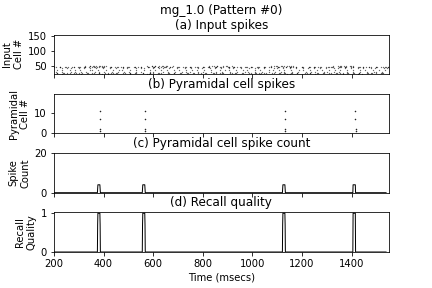 mg_1.0 (Pattern #0)
(a) Input spikes
150
100
50
Input
Cell #
(b) Pyramidal cell spikes
10
0
Pyramidal
Cell #
(c) Pyramidal cell spike count
20
0
Spike
Count
(d) Recall quality
1
0
Recall
Quality
200 400 600 800 1000 1200 1400
Time (msecs)